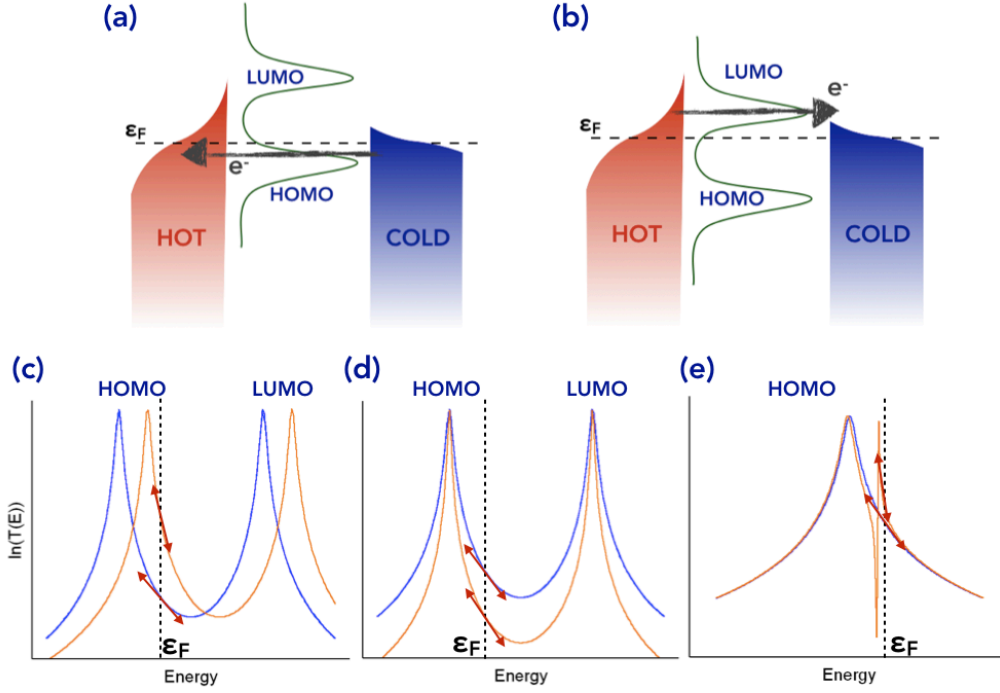 (a)
LUMO
εF
e-
HOMO
HOT
COLD
(b)
LUMO
e-
εF
HOMO
HOT
COLD
(c)
HOMO
LUMO
ln(T(E))
εF
Energy
(d)
HOMO
LUMO
εF
Energy
(e)
HOMO
εF
Energy